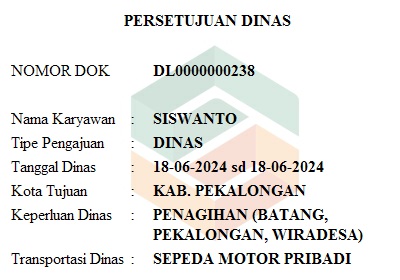 PERSETUJUAN DINAS
NOMOR DOK DL0000000238
Nama Karyawan : SISWANTO
Tipe Pengajuan : DINAS
Tanggal Dinas : 18-06-2024 sd 18-06-2024
Kota Tujuan : KAB. PEKALONGAN
Keperluan Dinas : PENAGIHAN (BATANG,
PEKALONGAN, WIRADESA)
Transportasi Dinas : SEPEDA MOTOR PRIBADI